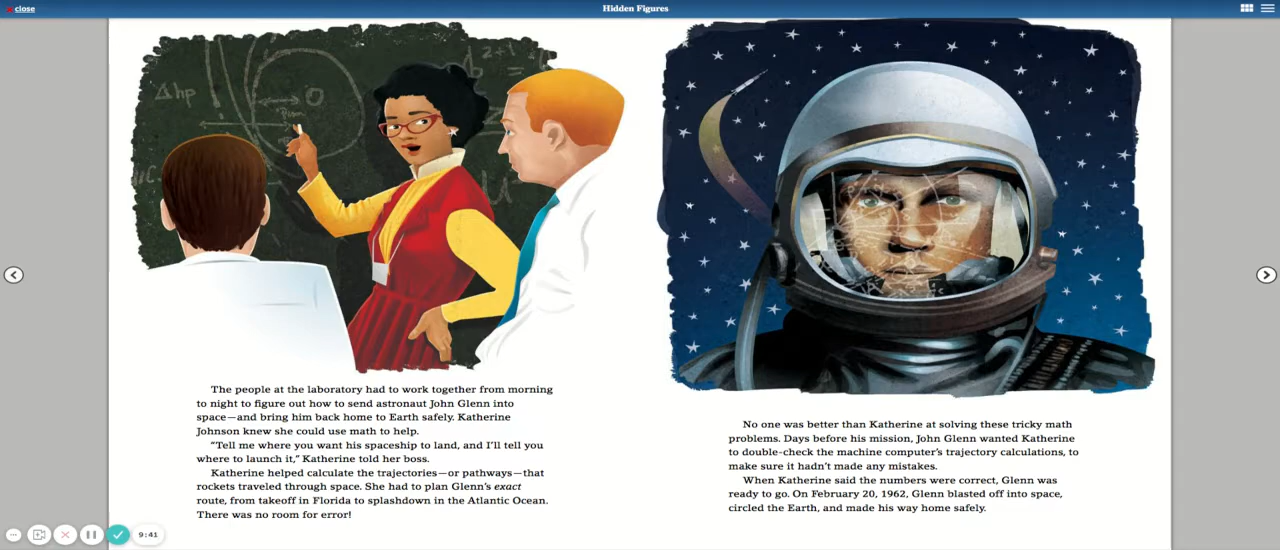 close
Hidden Figures
Δhp
The people at the laboratory had to work together from morning
to night to figure out how to send astronaut John Glenn into
space—and bring him back home to Earth safely. Katherine
Johnson knew she could use math to help.
"Tell me where you want his spaceship to land, and I'll tell you
where to launch it," Katherine told her boss.
Katherine helped calculate the trajectories—or pathways—that
rockets traveled through space. She had to plan Glenn's exact
route, from takeoff in Florida to splashdown in the Atlantic Ocean.
There was no room for error!
No one was better than Katherine at solving these tricky math
problems. Days before his mission, John Glenn wanted Katherine
to double-check the machine computer's trajectory calculations, to
make sure it hadn't made any mistakes.
When Katherine said the numbers were correct, Glenn was
ready to go. On February 20, 1962, Glenn blasted off into space,
circled the Earth, and made his way home safely.
9:41